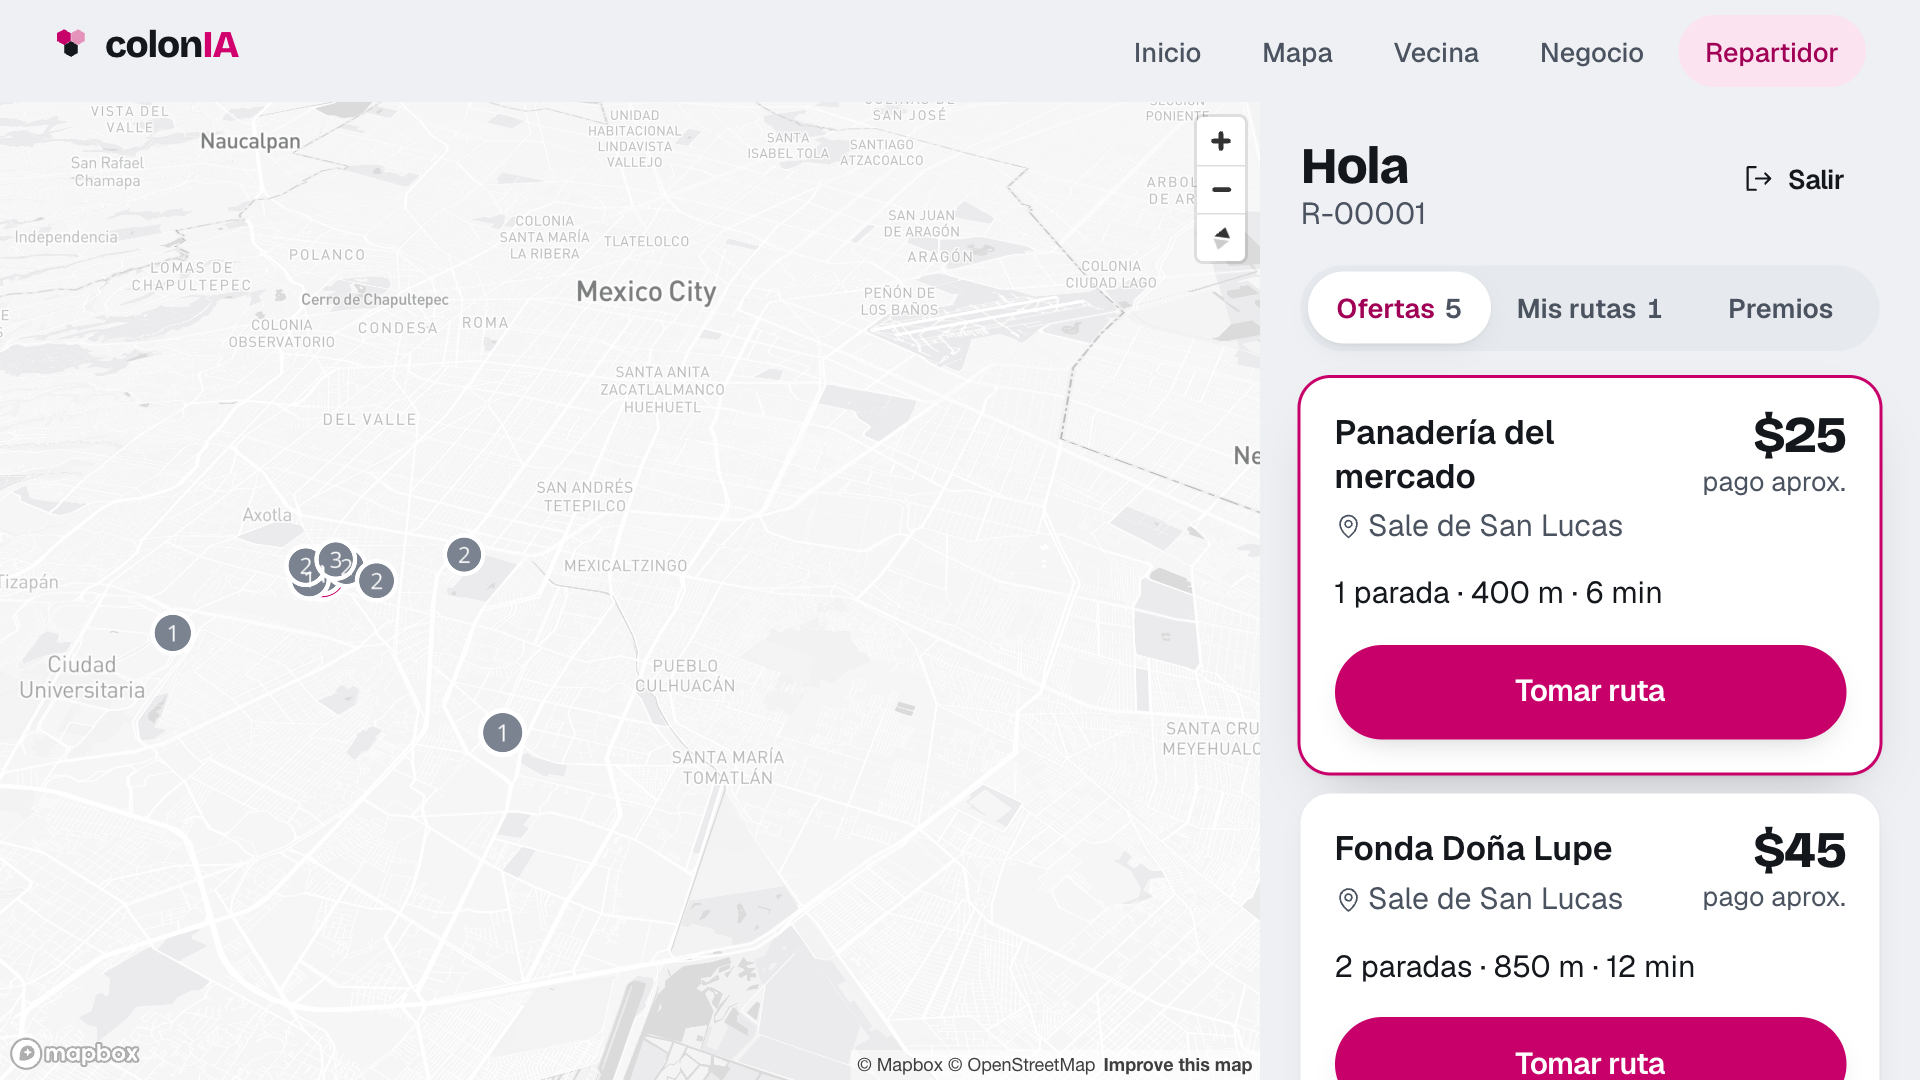 colonIA
Inicio
Mapa
Vecina
Negocio
Repartidor
VISTA DEL
VALLE
Naucalpan
San Rafael
Chamapa
UNIDAD
HABITACIONAL
LINDAVISTA
VALLEJO
SANTA
ISABEL TOLA
SANTIAGO
ATZACOALCO
SAN JOSÉ
PONIENTE
Independencia
LOMAS DE
CHAPULTEPEC
POLANCO
COLONIA
SANTA MARÍA
LA RIBERA
TLATELOLCO
SAN JUAN
DE ARAGÓN
ARAGÓN
COLONIA
CIUDAD LAGO
Cerro de Chapultepec
Mexico City
PEÑÓN DE
LOS BAÑOS
COLONIA
OBSERVATORIO
CONDESA
ROMA
SANTA ANITA
ZACATLALMANCO
HUEHUETL
DEL VALLE
SAN ANDRÉS
TETEPILCO
Axotla
MEXICALTZINGO
Tizapán
2
3
2
1
2
2
1
1
Ciudad
Universitaria
PUEBLO
CULHUACÁN
SANTA MARÍA
TOMATLÁN
mapbox
© Mapbox © OpenStreetMap Improve this map
Hola
R-00001
Salir
Ofertas 5
Mis rutas 1
Premios
Panadería del
mercado
$25
pago aprox.
Sale de San Lucas
1 parada · 400 m · 6 min
Tomar ruta
Fonda Doña Lupe
$45
pago aprox.
Sale de San Lucas
2 paradas · 850 m · 12 min
Tomar ruta